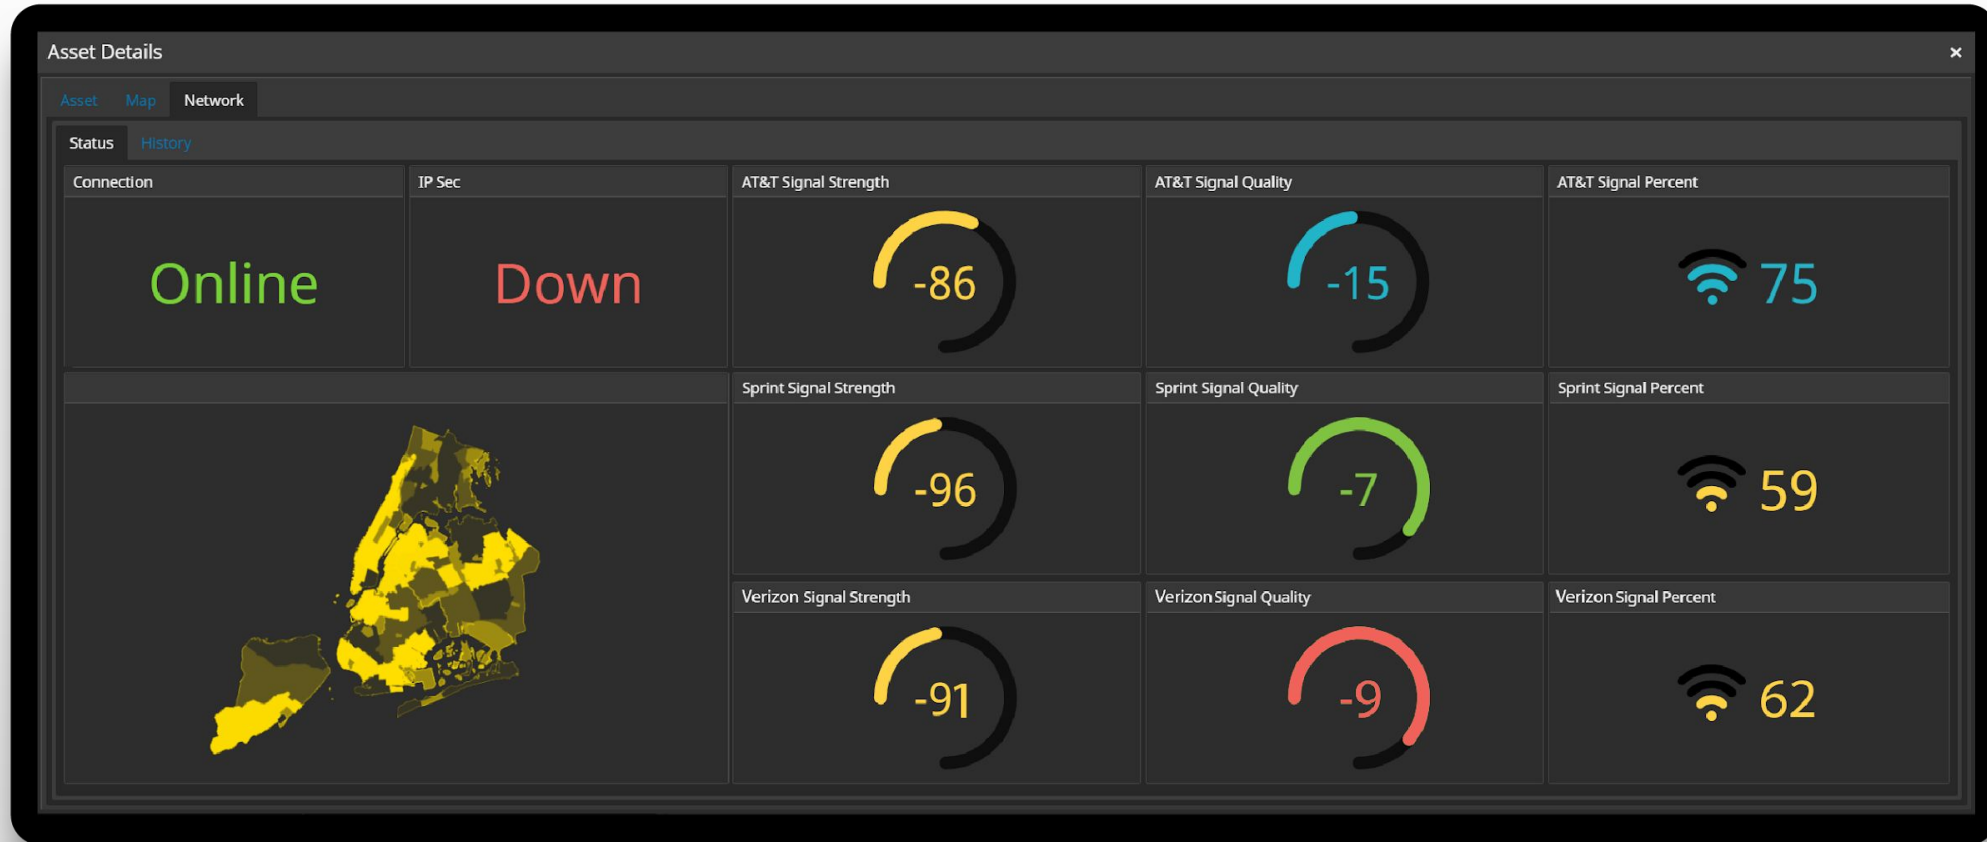 Asset Details ×
Asset Map Network
Status History
Connection IP Sec AT&T Signal Strength AT&T Signal Quality AT&T Signal Percent
Online Down -86 -15 75
Sprint Signal Strength Sprint Signal Quality Sprint Signal Percent
-96 -7 59
Verizon Signal Strength Verizon Signal Quality Verizon Signal Percent
-91 -9 62